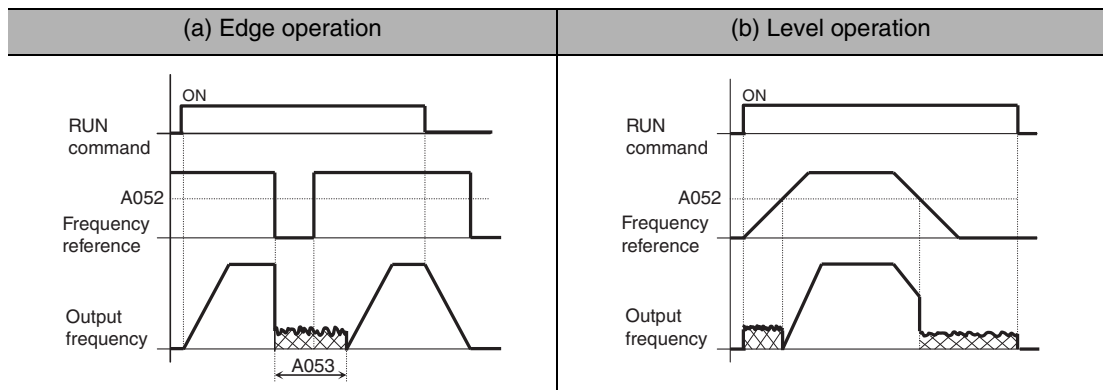 (a) Edge operation
(b) Level operation
ON
RUN
command
A052
Frequency
reference
Output
frequency
A053
ON
RUN
command
A052
Frequency
reference
Output
frequency